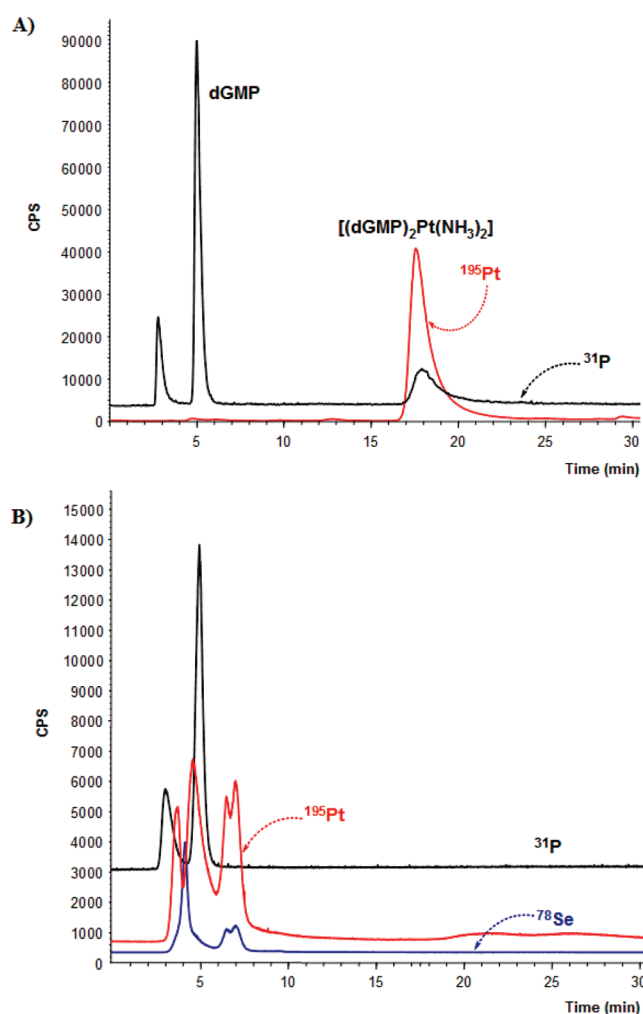 A)
90000
80000
70000
60000
50000
40000
30000
20000
10000
0
CPS
dGMP
[(dGMP)₂Pt(NH₃)₂]
¹⁹⁵Pt
³¹P
5 10 15 20 25 30
Time (min)
B)
15000
14000
13000
12000
11000
10000
9000
8000
7000
6000
5000
4000
3000
2000
1000
0
CPS
¹⁹⁵Pt
³¹P
⁷⁸Se
5 10 15 20 25 30
Time (min)